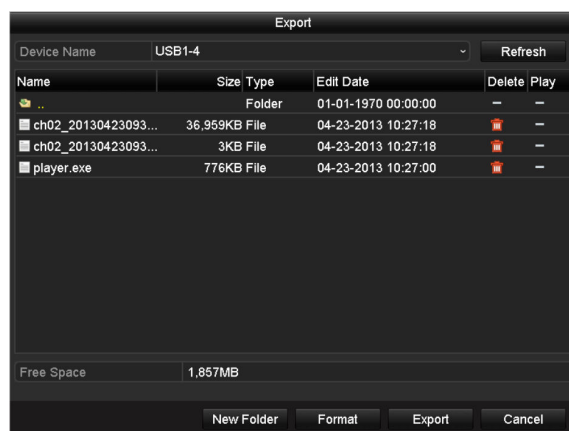 Export
Device Name USB1-4 Refresh
Name Size Type Edit Date Delete Play
.. Folder 01-01-1970 00:00:00 – –
ch02_20130423093... 36,959KB File 04-23-2013 10:27:18 –
ch02_20130423093... 3KB File 04-23-2013 10:27:18 –
player.exe 776KB File 04-23-2013 10:27:00 –
Free Space 1,857MB
New Folder Format Export Cancel